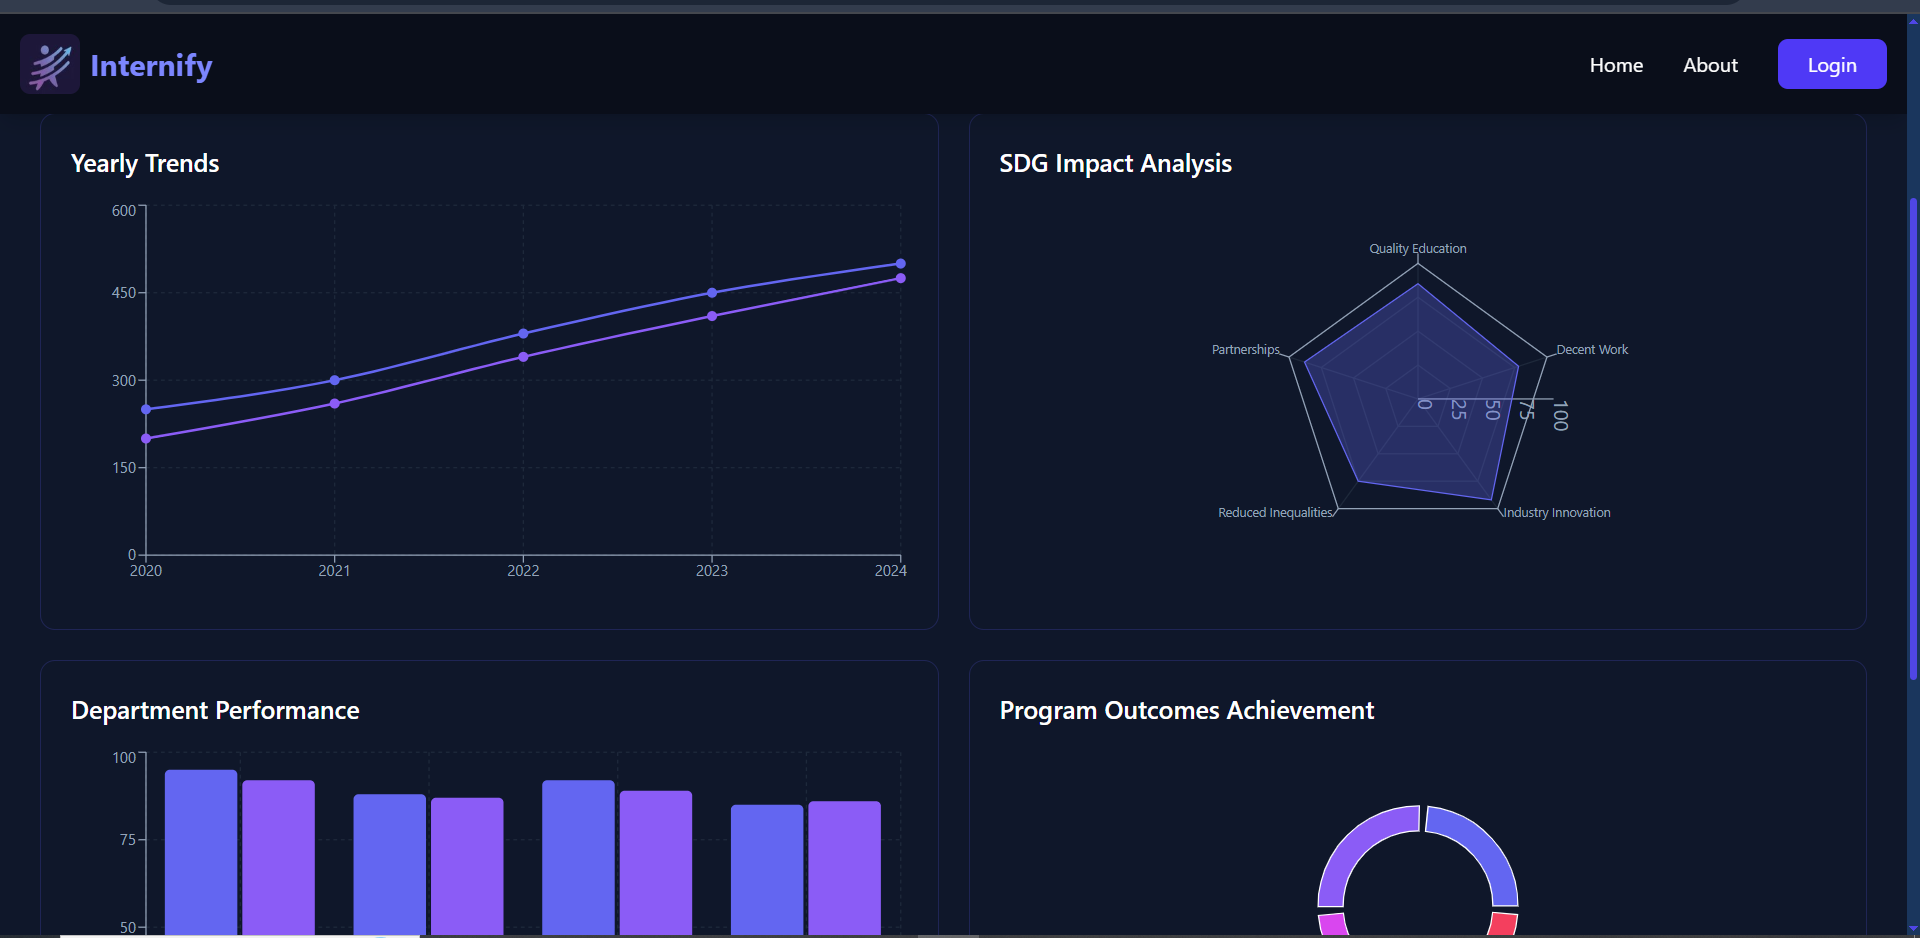 Internify
Home
About
Login
Yearly Trends
600
450
300
150
0
2020
2021
2022
2023
2024
SDG Impact Analysis
Quality Education
Partnerships
Decent Work
0
25
50
75
100
Reduced Inequalities
Industry Innovation
Department Performance
100
75
50
Program Outcomes Achievement